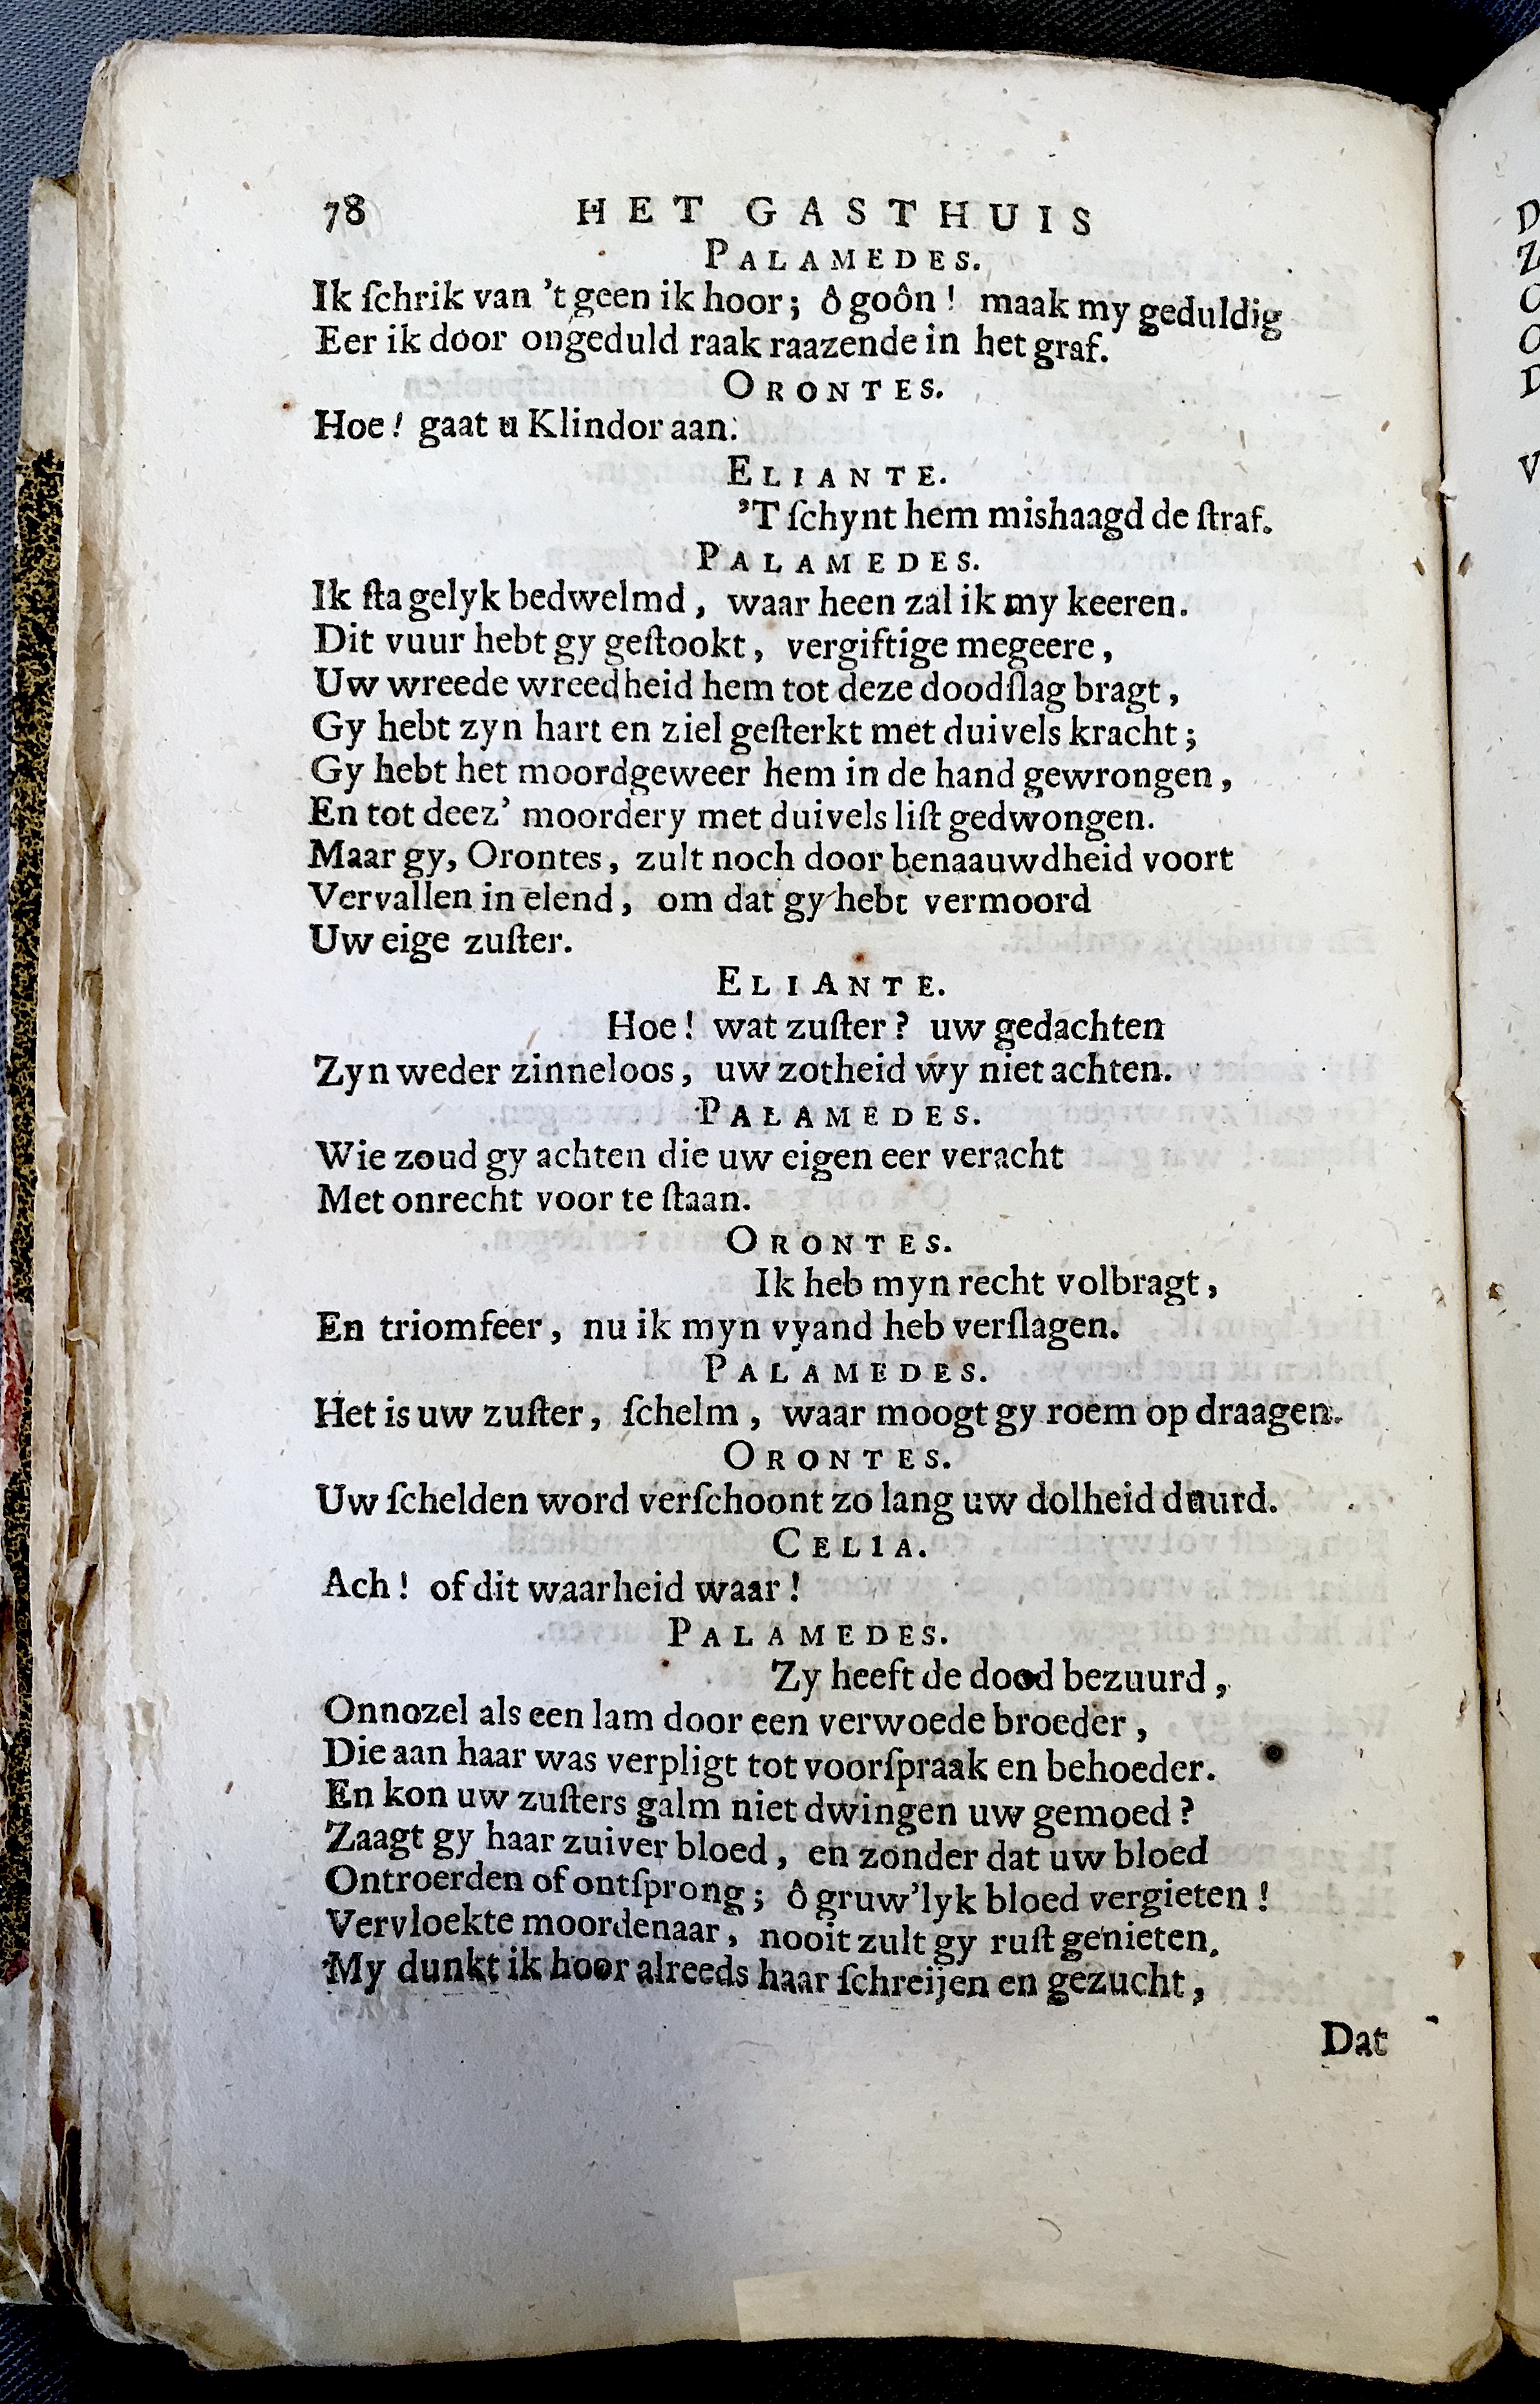 78 HET GASTHUIS
PALAMEDES.
Ik ſchrik van 't geen ik hoor; ô goôn! maak my geduldig
Eer ik door ongeduld raak raazende in het graf.
ORONTES.
Hoe! gaat u Klindor aan.
ELIANTE.
'T ſchynt hem mishaagd de ſtraf.
PALAMEDES.
Ik ſta gelyk bedwelmd, waar heen zal ik my keeren.
Dit vuur hebt gy geſtookt, vergiftige megeere,
Uw wreede wreedheid hem tot deze doodſlag bragt,
Gy hebt zyn hart en ziel geſterkt met duivels kracht;
Gy hebt het moordgeweer hem in de hand gewrongen,
En tot deez' moordery met duivels liſt gedwongen.
Maar gy, Orontes, zult noch door benaauwdheid voort
Vervallen in elend, om dat gy hebt vermoord
Uw eige zuſter.
ELIANTE.
Hoe! wat zuſter? uw gedachten
Zyn weder zinneloos, uw zotheid wy niet achten.
PALAMEDES.
Wie zoud gy achten die uw eigen eer veracht
Met onrecht voor te ſtaan.
ORONTES.
Ik heb myn recht volbragt,
En triomfeer, nu ik myn vyand heb verſlagen.
PALAMEDES.
Het is uw zuſter, ſchelm, waar moogt gy roem op draagen.
ORONTES.
Uw ſchelden word verſchoont zo lang uw dolheid duurd.
CELIA.
Ach! of dit waarheid waar!
PALAMEDES.
Zy heeft de dood bezuurd,
Onnozel als een lam door een verwoede broeder,
Die aan haar was verpligt tot voorſpraak en behoeder.
En kon uw zuſters galm niet dwingen uw gemoed?
Zaagt gy haar zuiver bloed, en zonder dat uw bloed
Ontroerden of ontſprong; ô gruw'lyk bloed vergieten!
Vervloekte moordenaar, nooit zult gy ruſt genieten.
My dunkt ik hoor alreeds haar ſchreijen en gezucht,
Dat